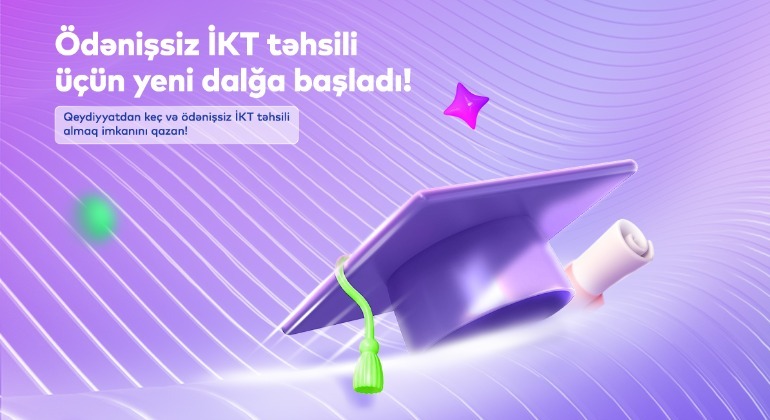 Ödənişsiz İKT təhsili
üçün yeni dalğa başladı!
Qeydiyyatdan keç və ödənişsiz İKT təhsili
almaq imkanını qazan!